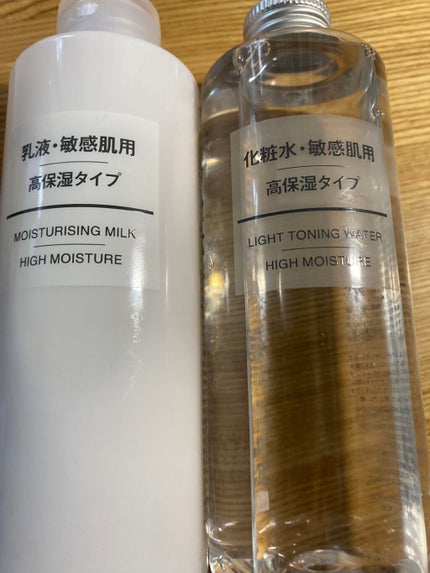 乳液・敏感肌用
高保湿タイプ
MOISTURISING MILK
HIGH MOISTURE
化粧水・敏感肌用
高保湿タイプ
LIGHT TONING WATER
HIGH MOISTURE